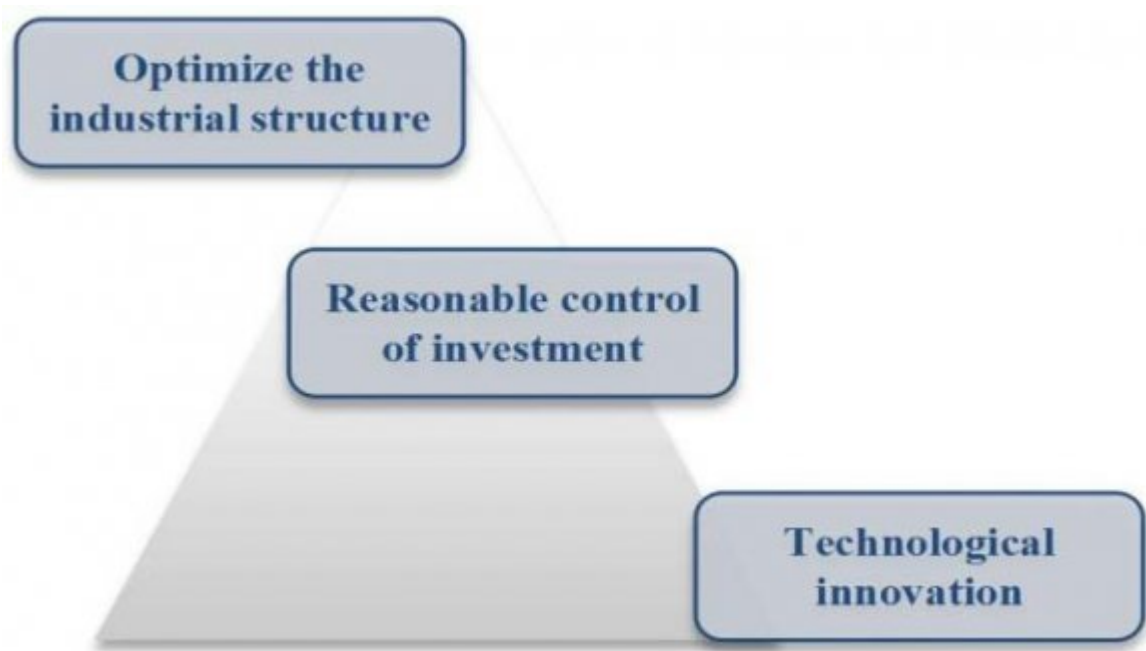 Optimize the
industrial structure
Reasonable control
of investment
Technological
innovation